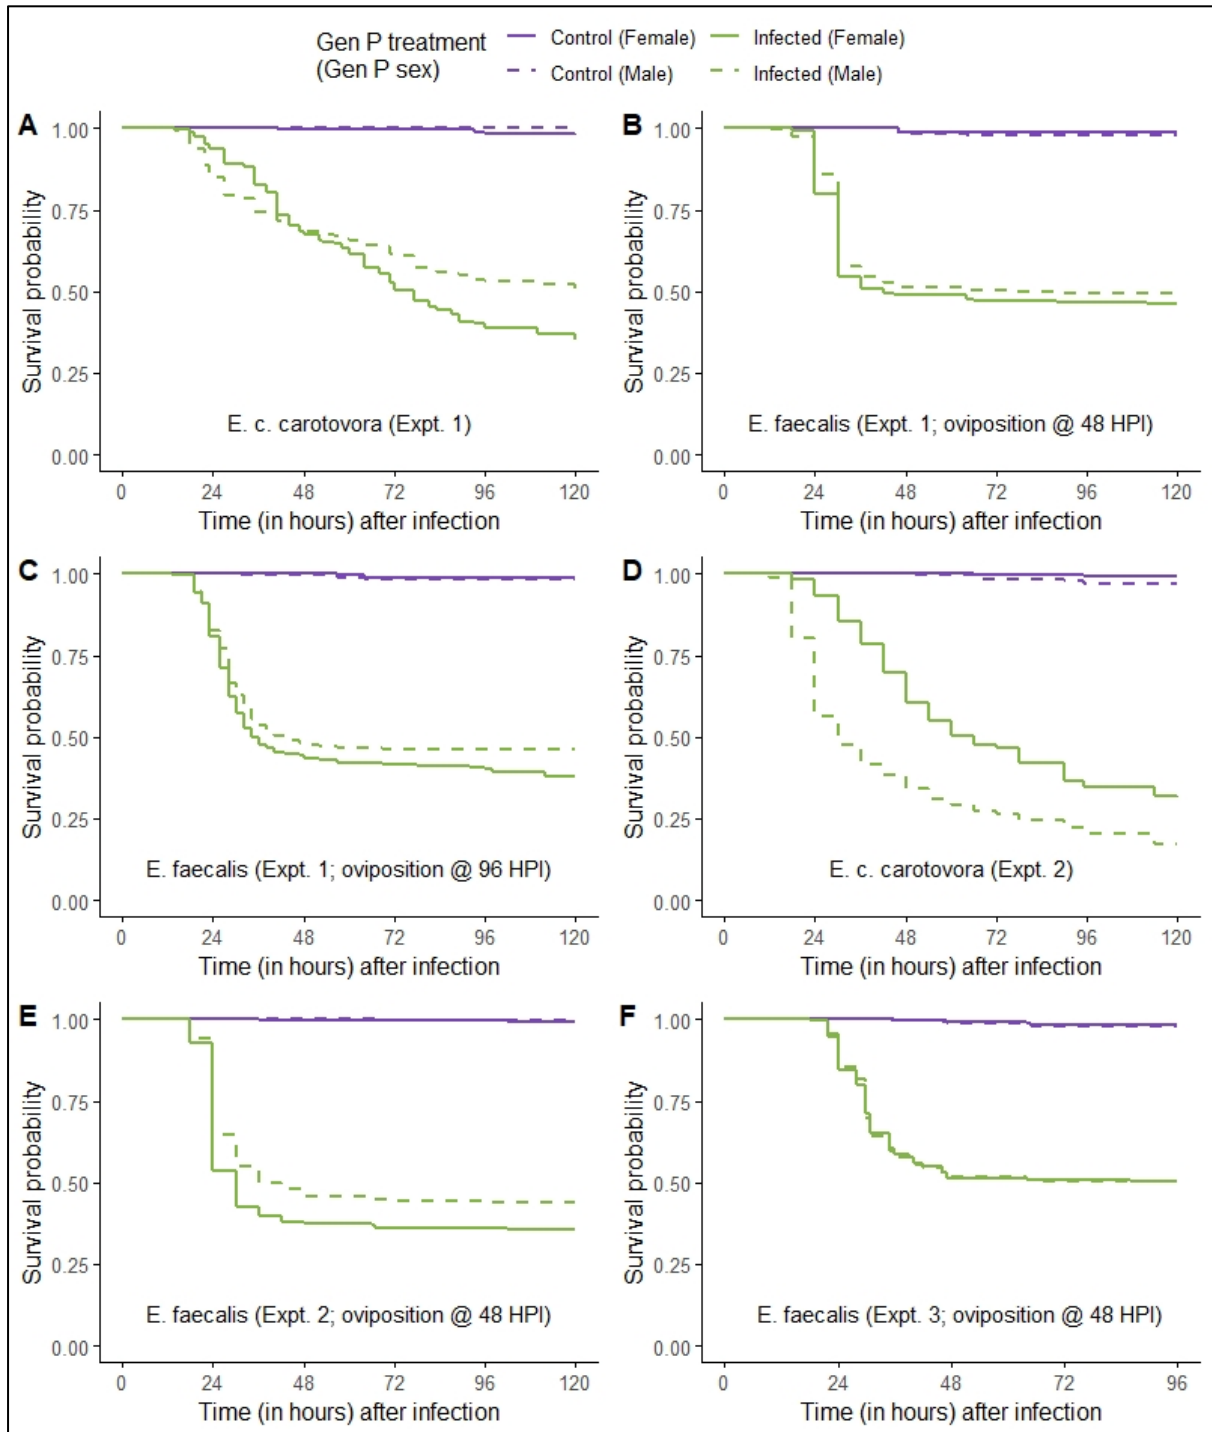 Gen P treatment
(Gen P sex)
Control (Female) Infected (Female)
Control (Male) Infected (Male)
A
Survival probability
1.00
0.75
0.50
0.25
0.00
E. c. carotovora (Expt. 1)
0 24 48 72 96 120
Time (in hours) after infection
B
Survival probability
1.00
0.75
0.50
0.25
0.00
E. faecalis (Expt. 1; oviposition @ 48 HPI)
0 24 48 72 96 120
Time (in hours) after infection
C
Survival probability
1.00
0.75
0.50
0.25
0.00
E. faecalis (Expt. 1; oviposition @ 96 HPI)
0 24 48 72 96 120
Time (in hours) after infection
D
Survival probability
1.00
0.75
0.50
0.25
0.00
E. c. carotovora (Expt. 2)
0 24 48 72 96 120
Time (in hours) after infection
E
Survival probability
1.00
0.75
0.50
0.25
0.00
E. faecalis (Expt. 2; oviposition @ 48 HPI)
0 24 48 72 96 120
Time (in hours) after infection
F
Survival probability
1.00
0.75
0.50
0.25
0.00
E. faecalis (Expt. 3; oviposition @ 48 HPI)
0 24 48 72 96
Time (in hours) after infection